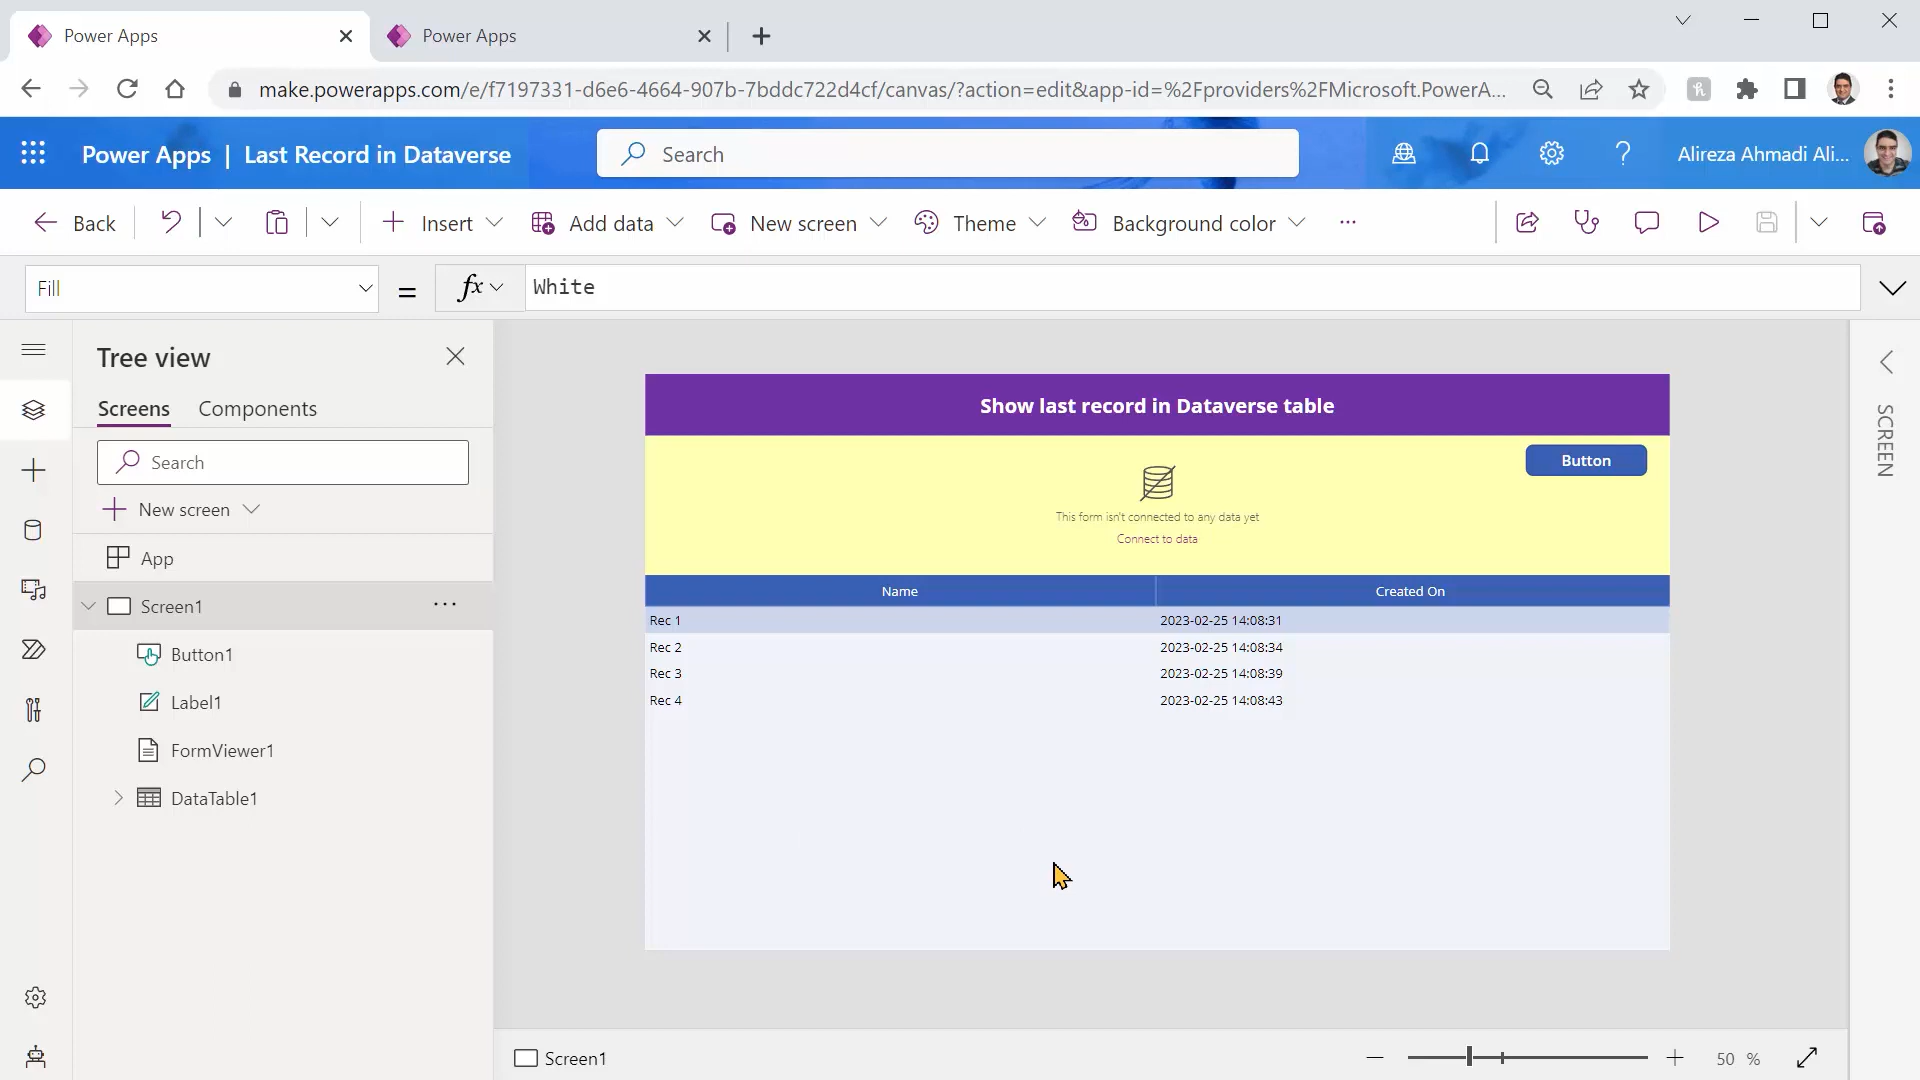 Power Apps
Power Apps
make.powerapps.com/e/f7197331-d6e6-4664-907b-7bddc722d4cf/canvas/?action=edit&app-id=%2Fproviders%2FMicrosoft.PowerA...
Power Apps | Last Record in Dataverse
Search
Alireza Ahmadi Ali...
Back
Insert
Add data
New screen
Theme
Background color
Fill
=
fx
White
Tree view
Screens
Components
Search
New screen
App
Screen1
Button1
Label1
FormViewer1
DataTable1
Show last record in Dataverse table
Button
This form isn't connected to any data yet
Connect to data
Name
Created On
Rec 1
2023-02-25 14:08:31
Rec 2
2023-02-25 14:08:34
Rec 3
2023-02-25 14:08:39
Rec 4
2023-02-25 14:08:43
SCREEN
Screen1
50 %